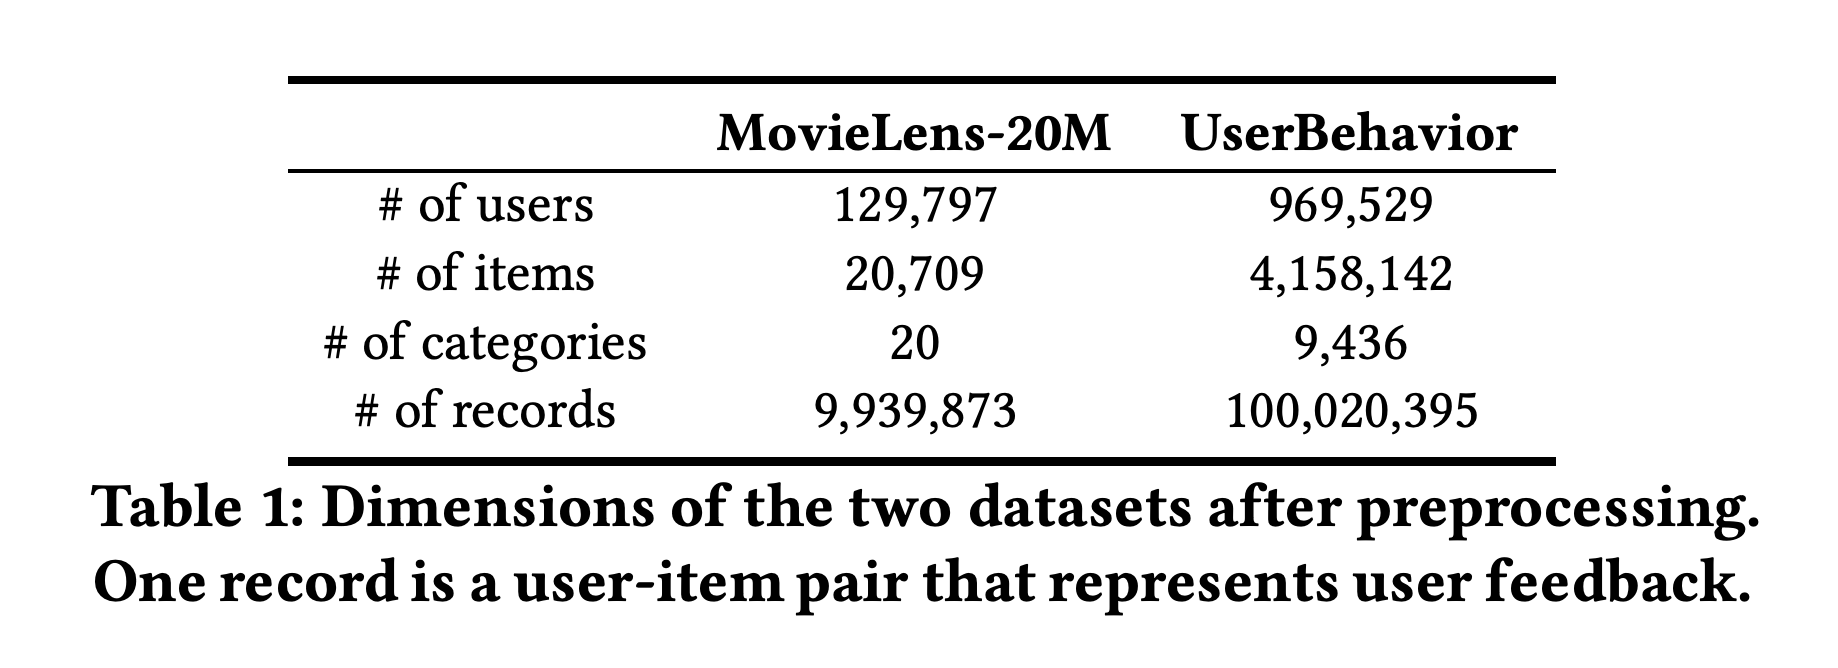 MovieLens-20M UserBehavior
# of users 129,797 969,529
# of items 20,709 4,158,142
# of categories 20 9,436
# of records 9,939,873 100,020,395
Table 1: Dimensions of the two datasets after preprocessing.
One record is a user-item pair that represents user feedback.